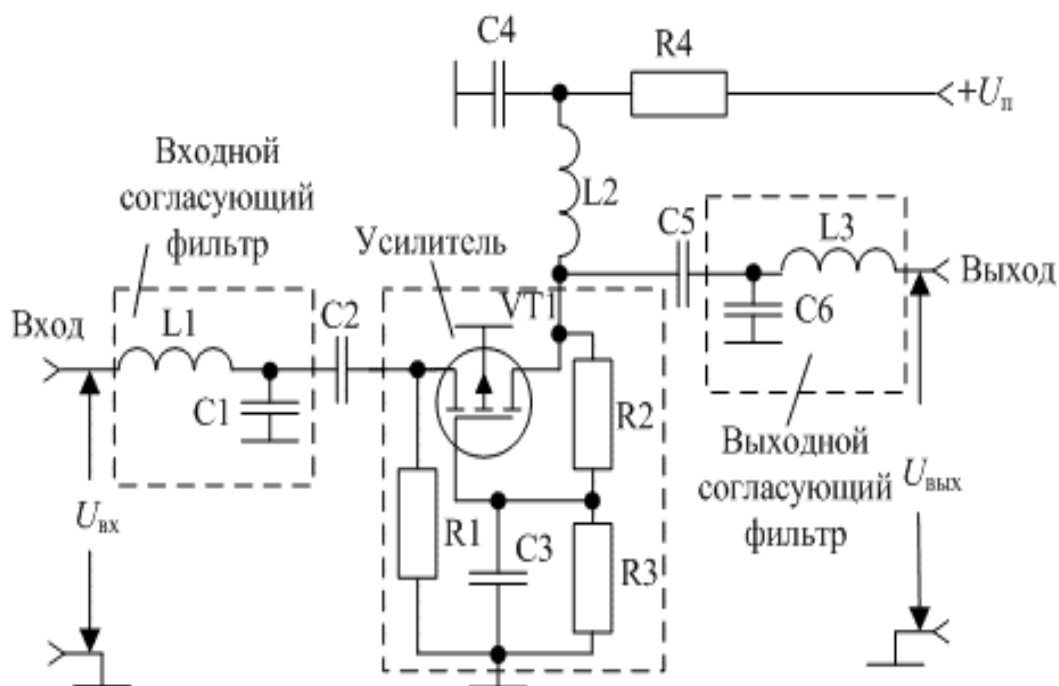 C4
R4
+Uп
Входной
согласующий
фильтр
L2
C5
L3
Усилитель
Выход
Вход
L1
C2
VT1
C6
C1
R2
Выходной
согласующий
фильтр
Uвых
Uвх
R1
C3
R3